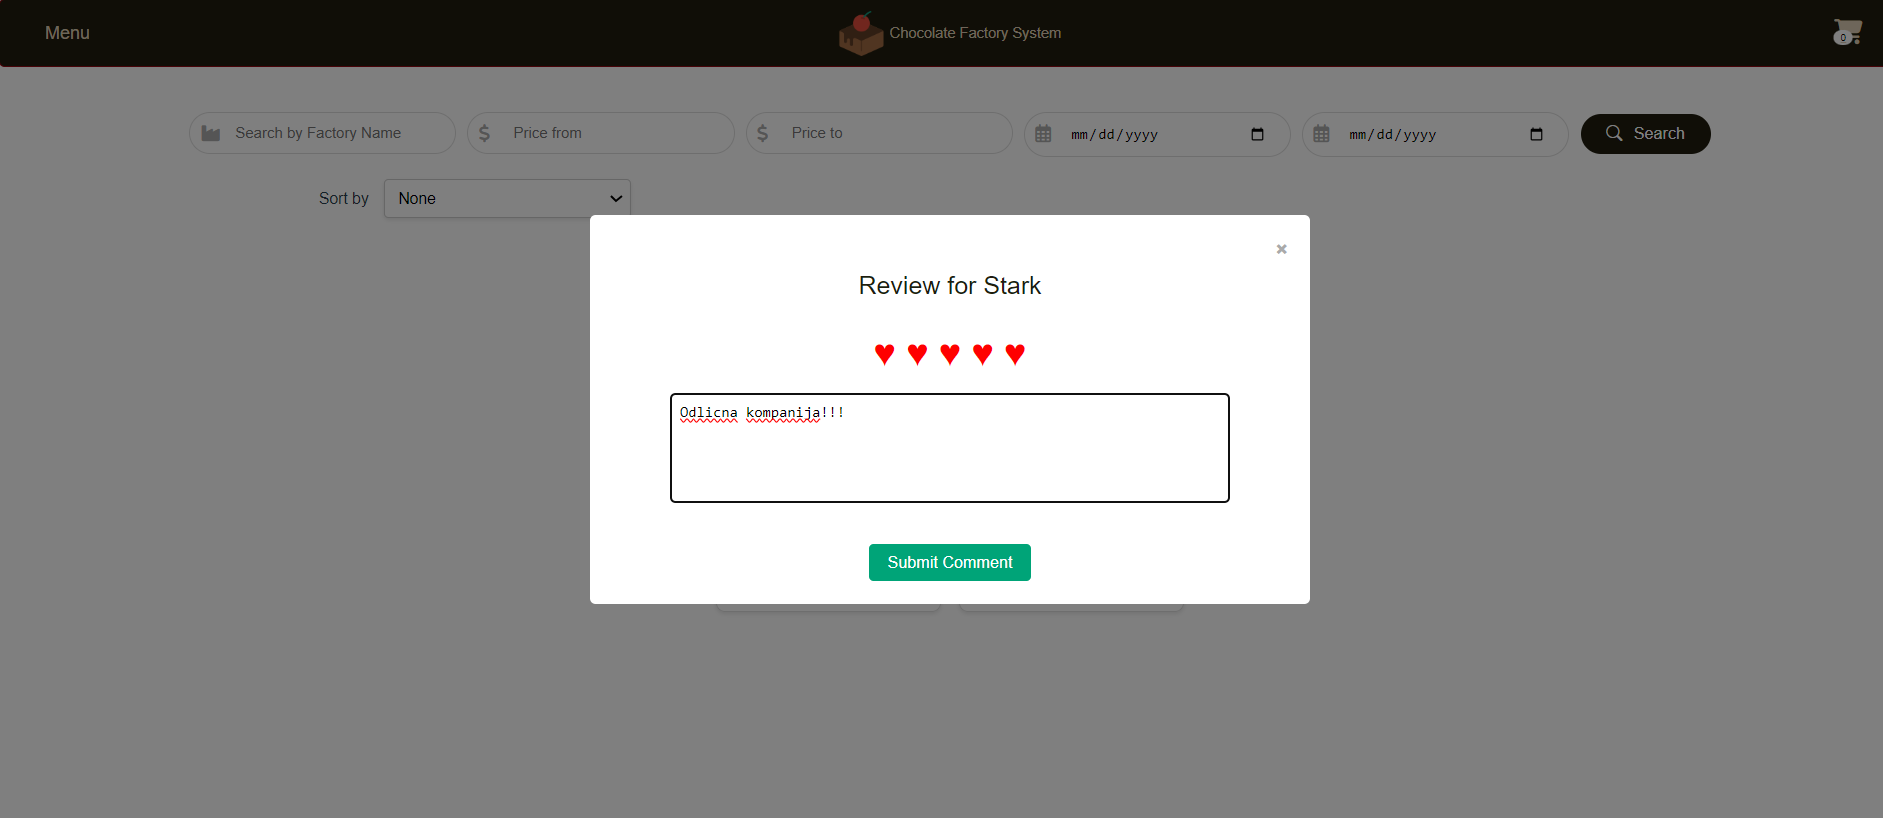 Menu
Chocolate Factory System
0
Search by Factory Name
Price from
Price to
mm/dd/yyyy
mm/dd/yyyy
Search
Sort by
None
×
Review for Stark
♥ ♥ ♥ ♥ ♥
Odlicna kompanija!!!
Submit Comment